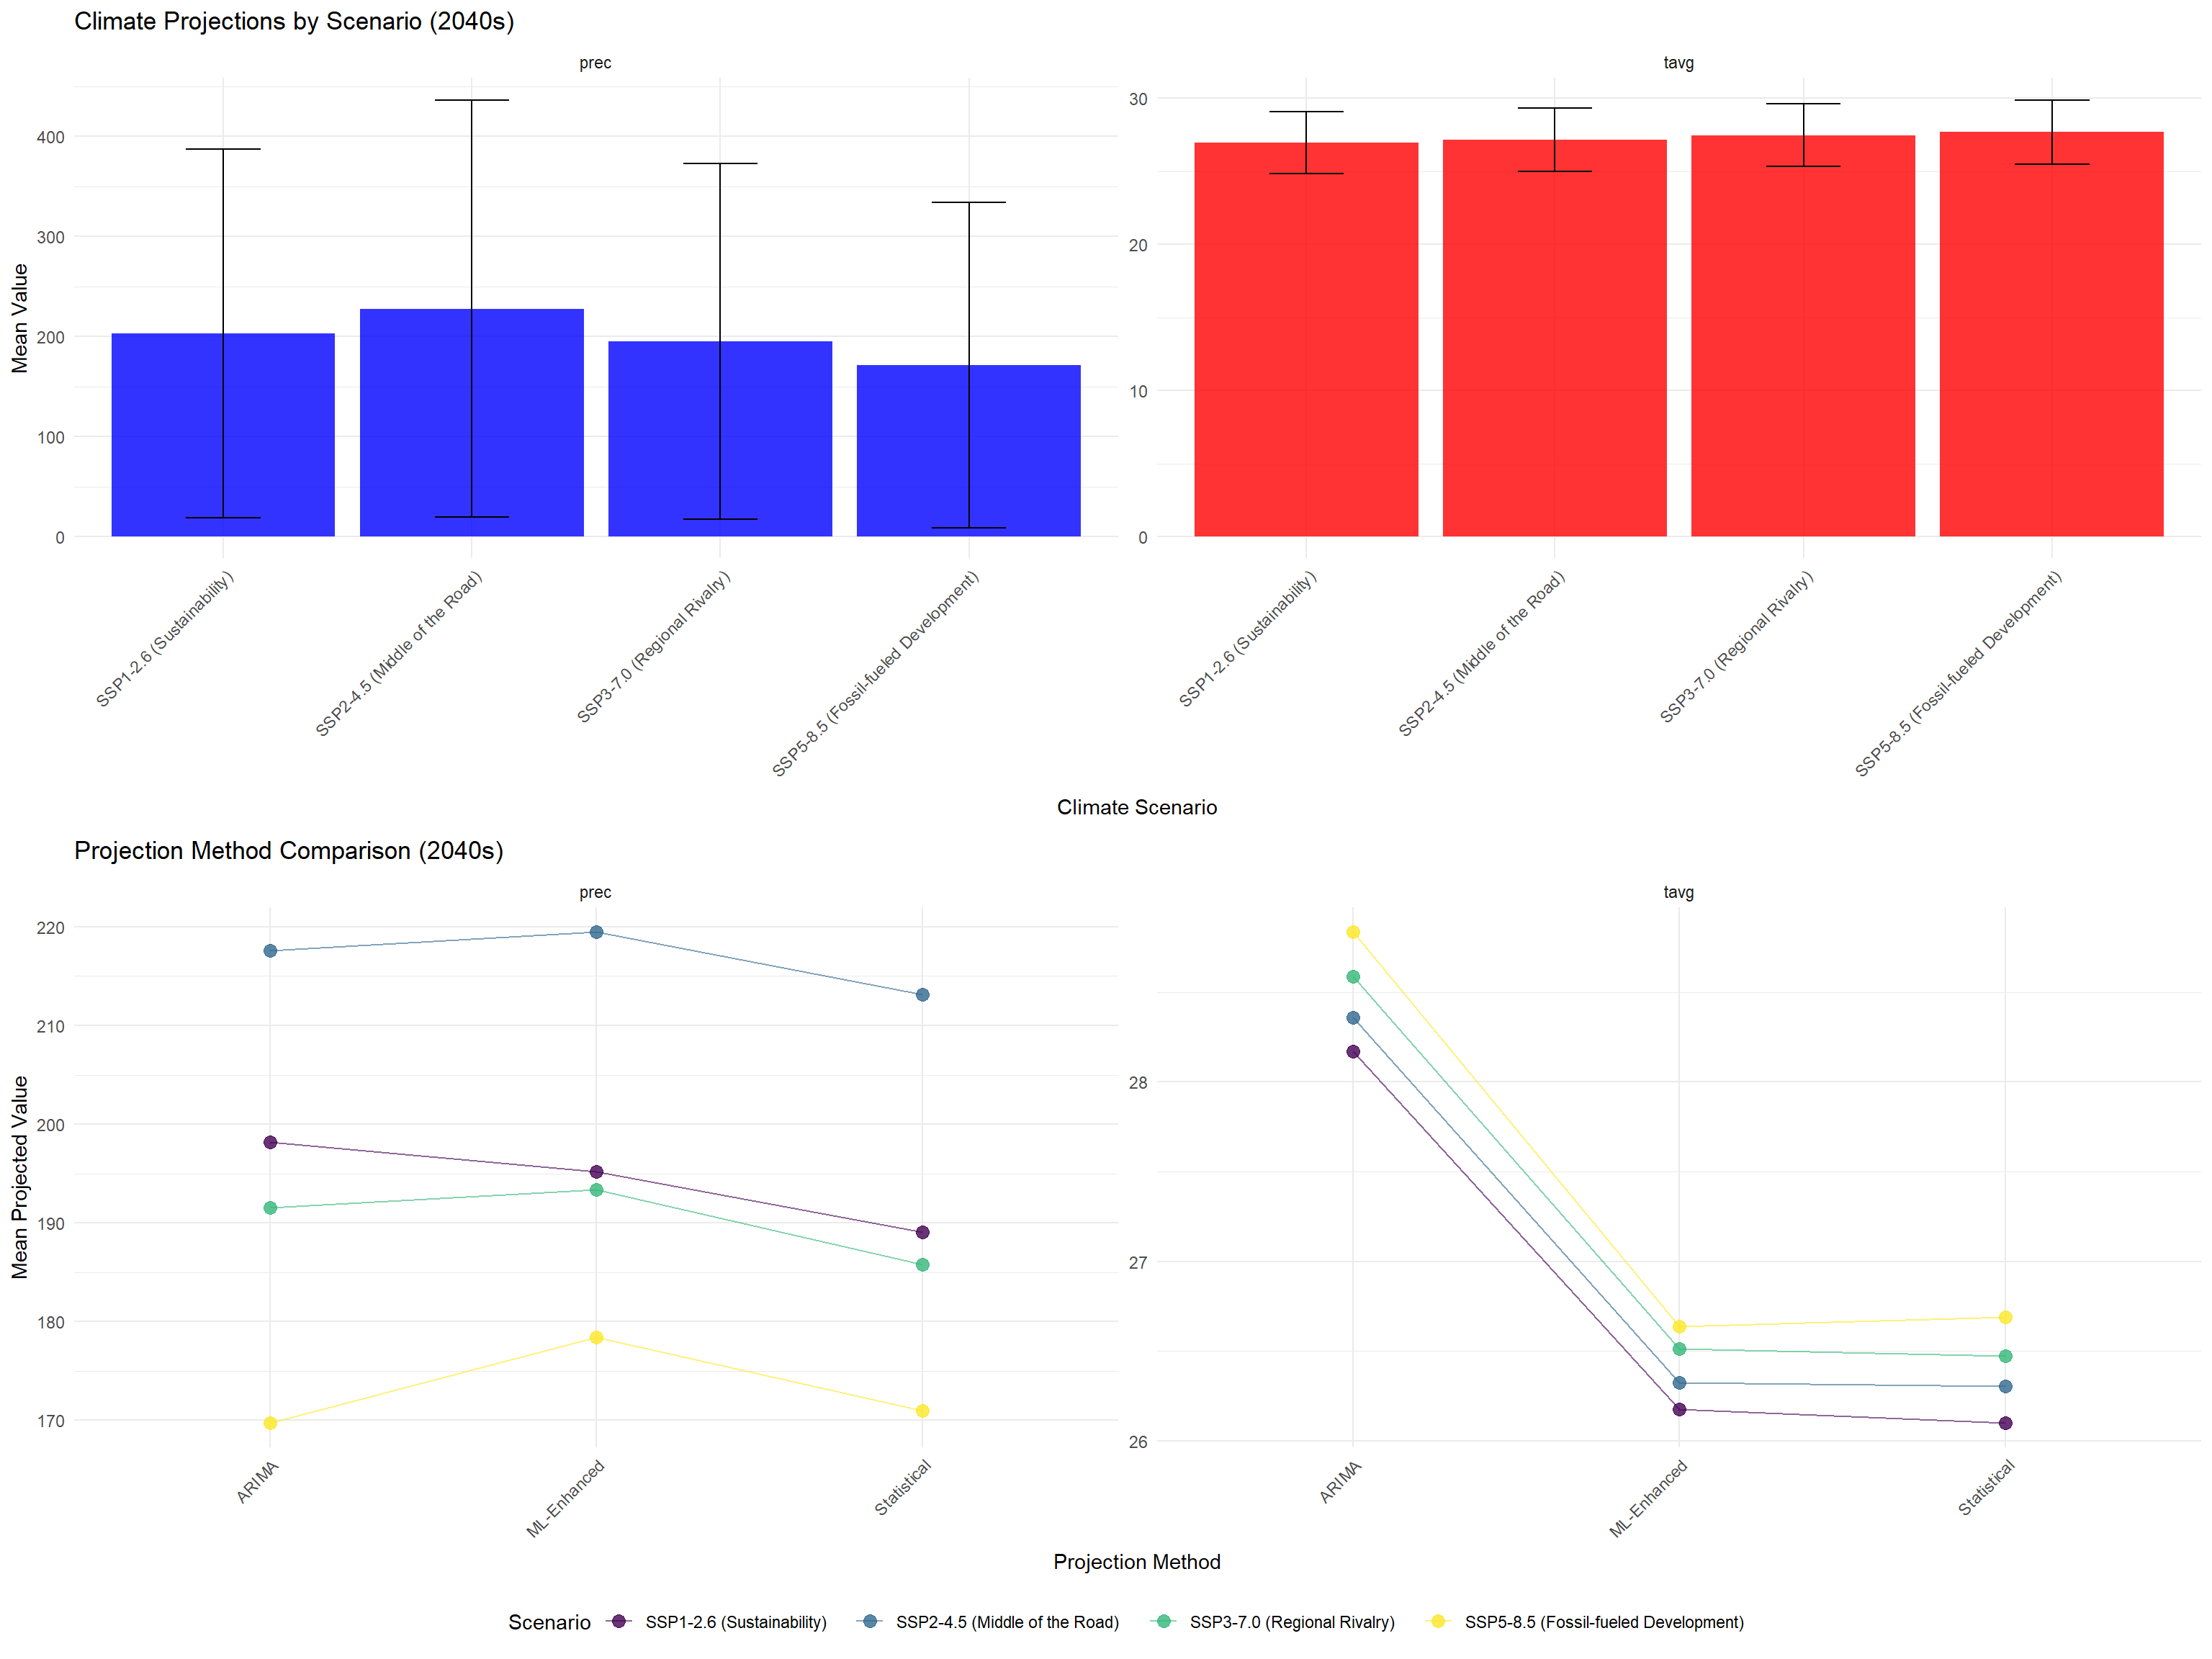 Climate Projections by Scenario (2040s)
prec
tavg
Mean Value
400
300
200
100
0
30
20
10
0
SSP1-2.6 (Sustainability)
SSP2-4.5 (Middle of the Road)
SSP3-7.0 (Regional Rivalry)
SSP5-8.5 (Fossil-fueled Development)
SSP1-2.6 (Sustainability)
SSP2-4.5 (Middle of the Road)
SSP3-7.0 (Regional Rivalry)
SSP5-8.5 (Fossil-fueled Development)
Climate Scenario
Projection Method Comparison (2040s)
prec
tavg
Mean Projected Value
220
210
200
190
180
170
28
27
26
ARIMA
ML-Enhanced
Statistical
ARIMA
ML-Enhanced
Statistical
Projection Method
Scenario SSP1-2.6 (Sustainability) SSP2-4.5 (Middle of the Road) SSP3-7.0 (Regional Rivalry) SSP5-8.5 (Fossil-fueled Development)